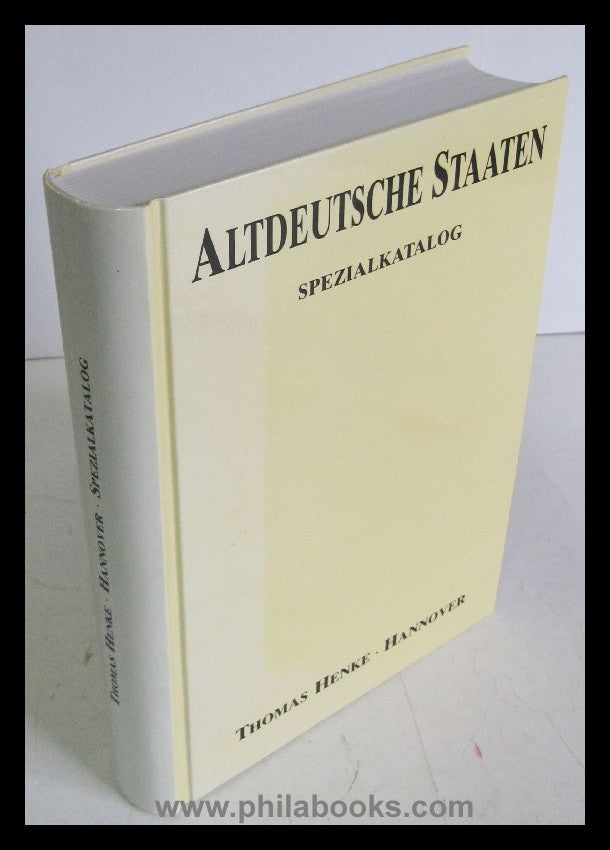 ALTDEUTSCHE STAATEN
SPEZIALKATALOG
THOMAS HENKE · HANNOVER
THOMAS HENKE · HANNOVER · SPEZIALKATALOG
www.philabooks.com